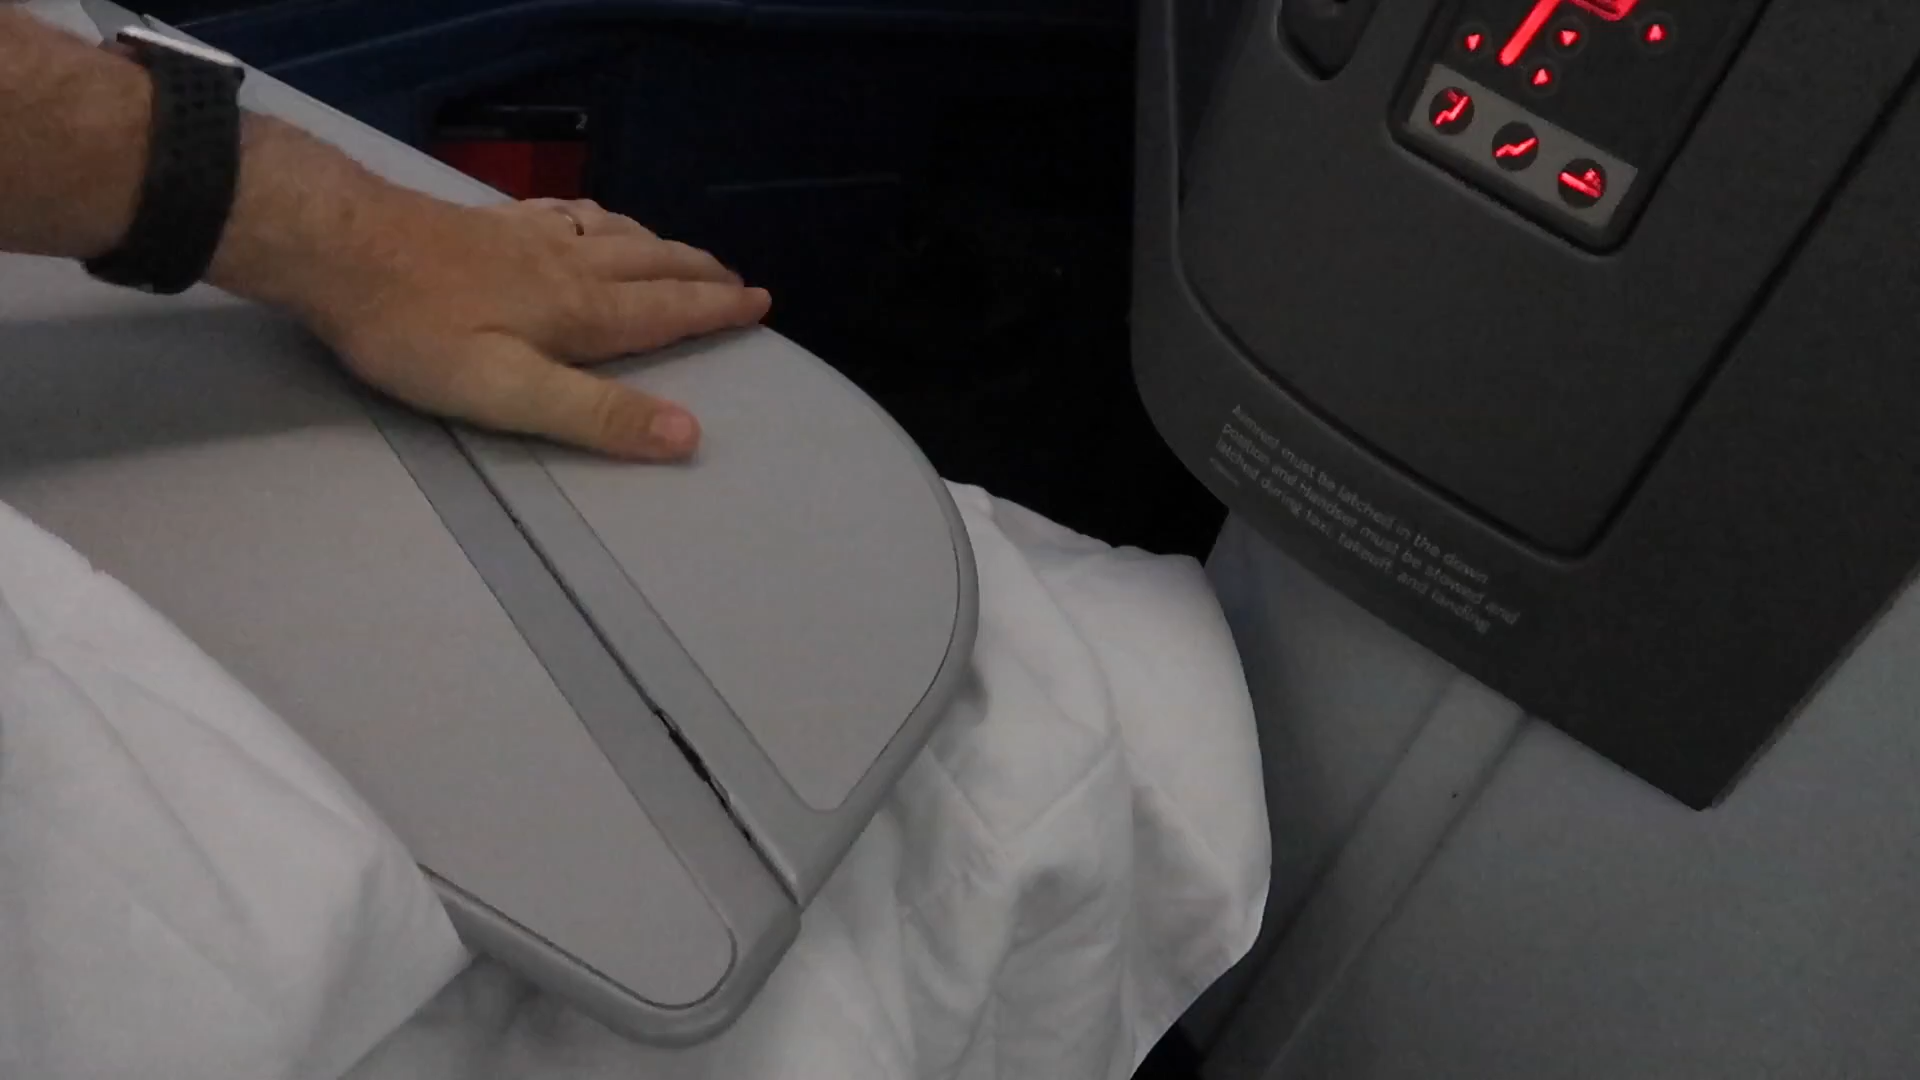 2
Armrest must be latched in the down
position and Handset must be stowed and
latched during taxi, takeoff, and landing